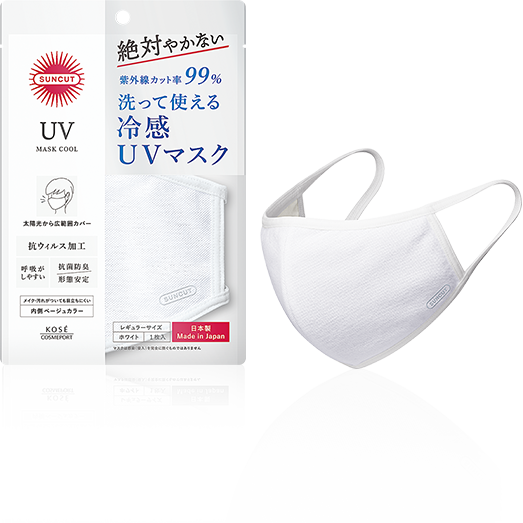 SUNCUT
UV
MASK COOL
太陽光から広範囲カバー
抗ウィルス加工
呼吸が
しやすい
抗菌防臭
形態安定
メイク・汚れがついても目立ちにくい
内側ベージュカラー
KOSÉ
COSMEPORT
絶対やかない
紫外線カット率99%
洗って使える
冷感
UVマスク
SUNCUT
レギュラーサイズ
ホワイト 1枚入
日本製
Made in Japan
SUNCUT